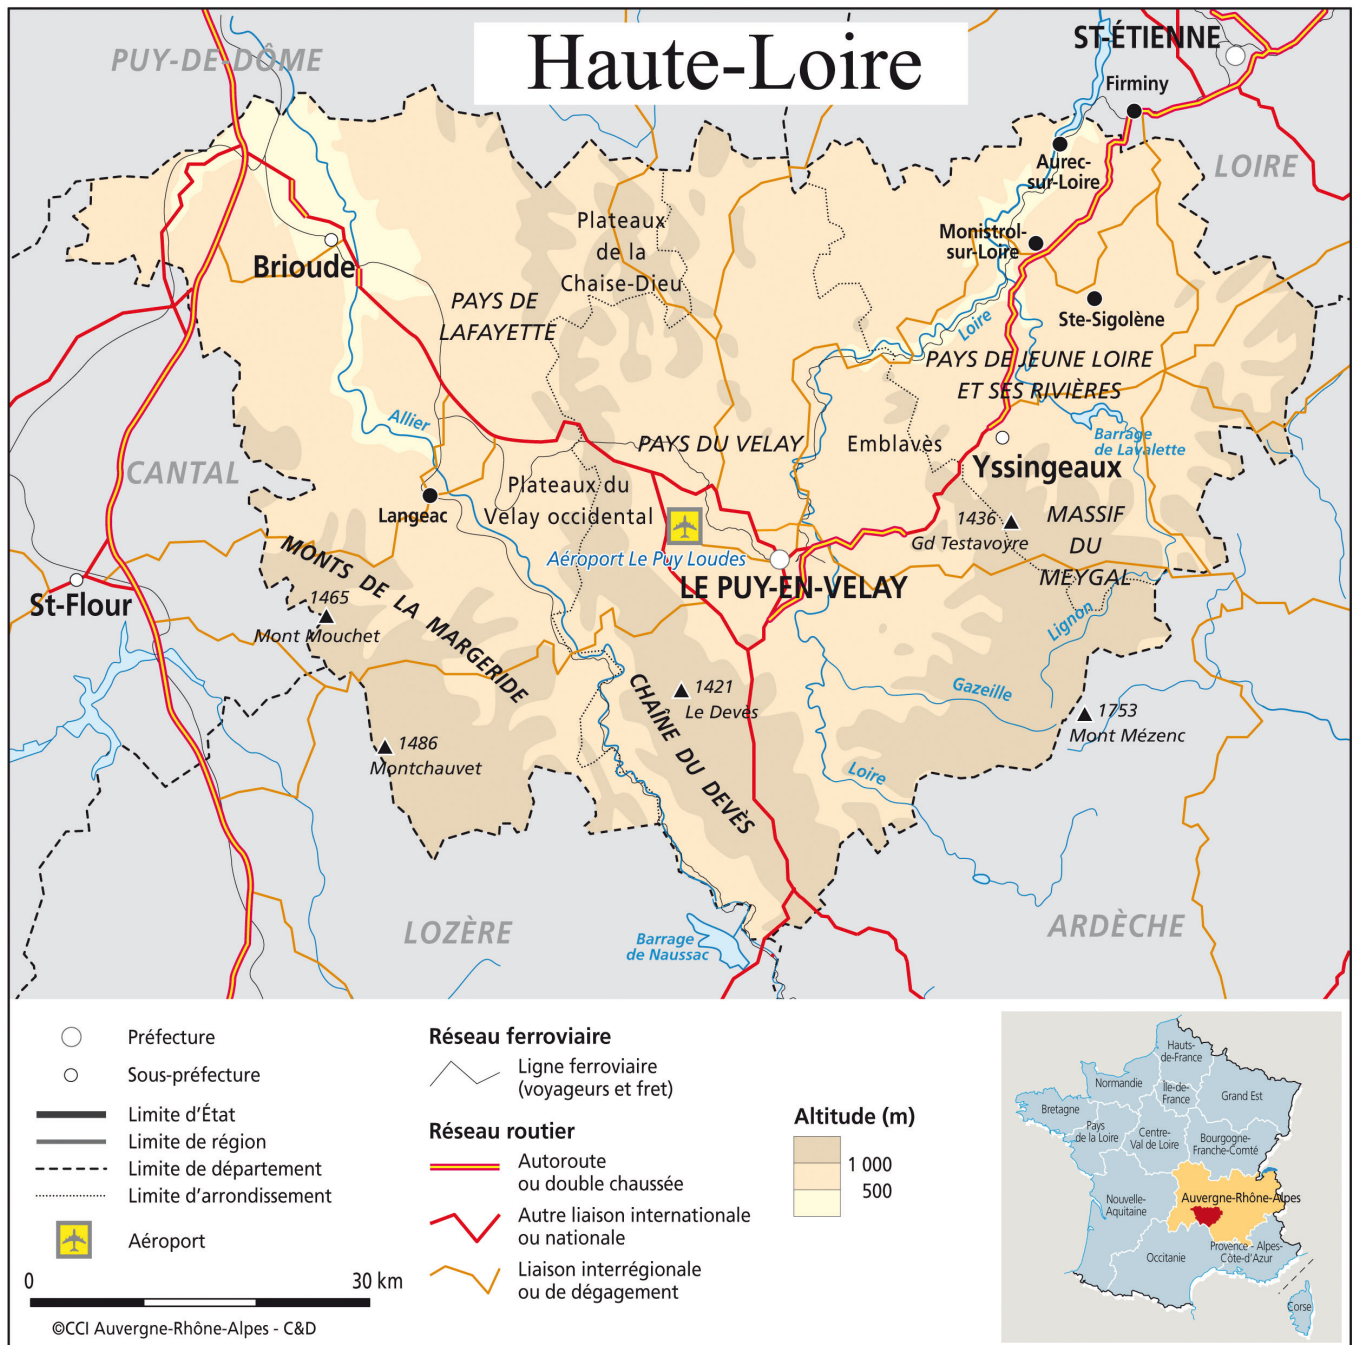 Haute-Loire
PUY-DE-DÔME
ST-ÉTIENNE
Firminy
LOIRE
Aurec-
sur-Loire
Plateaux
de la
Chaise-Dieu
Monistrol-
sur-Loire
Brioude
PAYS DE
LAFAYETTE
Ste-Sigolène
Loire
PAYS DE JEUNE LOIRE
ET SES RIVIÈRES
Allier
Barrage
de Lavalette
PAYS DU VELAY
Emblavès
Yssingeaux
CANTAL
Langeac
Plateaux du
Velay occidental
1436
Gd Testavoyre
MASSIF
DU
MEYGAL
Aéroport Le Puy Loudes
LE PUY-EN-VELAY
St-Flour
1465
Mont Mouchet
MONTS DE LA MARGERIDE
Lignon
Gazeille
1421
Le Devès
CHAÎNE DU DEVÈS
1753
Mont Mézenc
1486
Montchauvet
Loire
LOZÈRE
Barrage
de Naussac
ARDÈCHE
Préfecture
Sous-préfecture
Limite d'État
Limite de région
Limite de département
Limite d'arrondissement
Aéroport
0 30 km
©CCI Auvergne-Rhône-Alpes - C&D
Réseau ferroviaire
Ligne ferroviaire
(voyageurs et fret)
Réseau routier
Autoroute
ou double chaussée
Autre liaison internationale
ou nationale
Liaison interrégionale
ou de dégagement
Altitude (m)
1 000
500
Hauts-
de-France
Normandie
Île-de-
France
Grand Est
Bretagne
Pays
de la Loire
Centre-
Val de Loire
Bourgogne-
Franche-Comté
Nouvelle-
Aquitaine
Auvergne-Rhône-Alpes
Occitanie
Provence - Alpes-
Côte-d'Azur
Corse